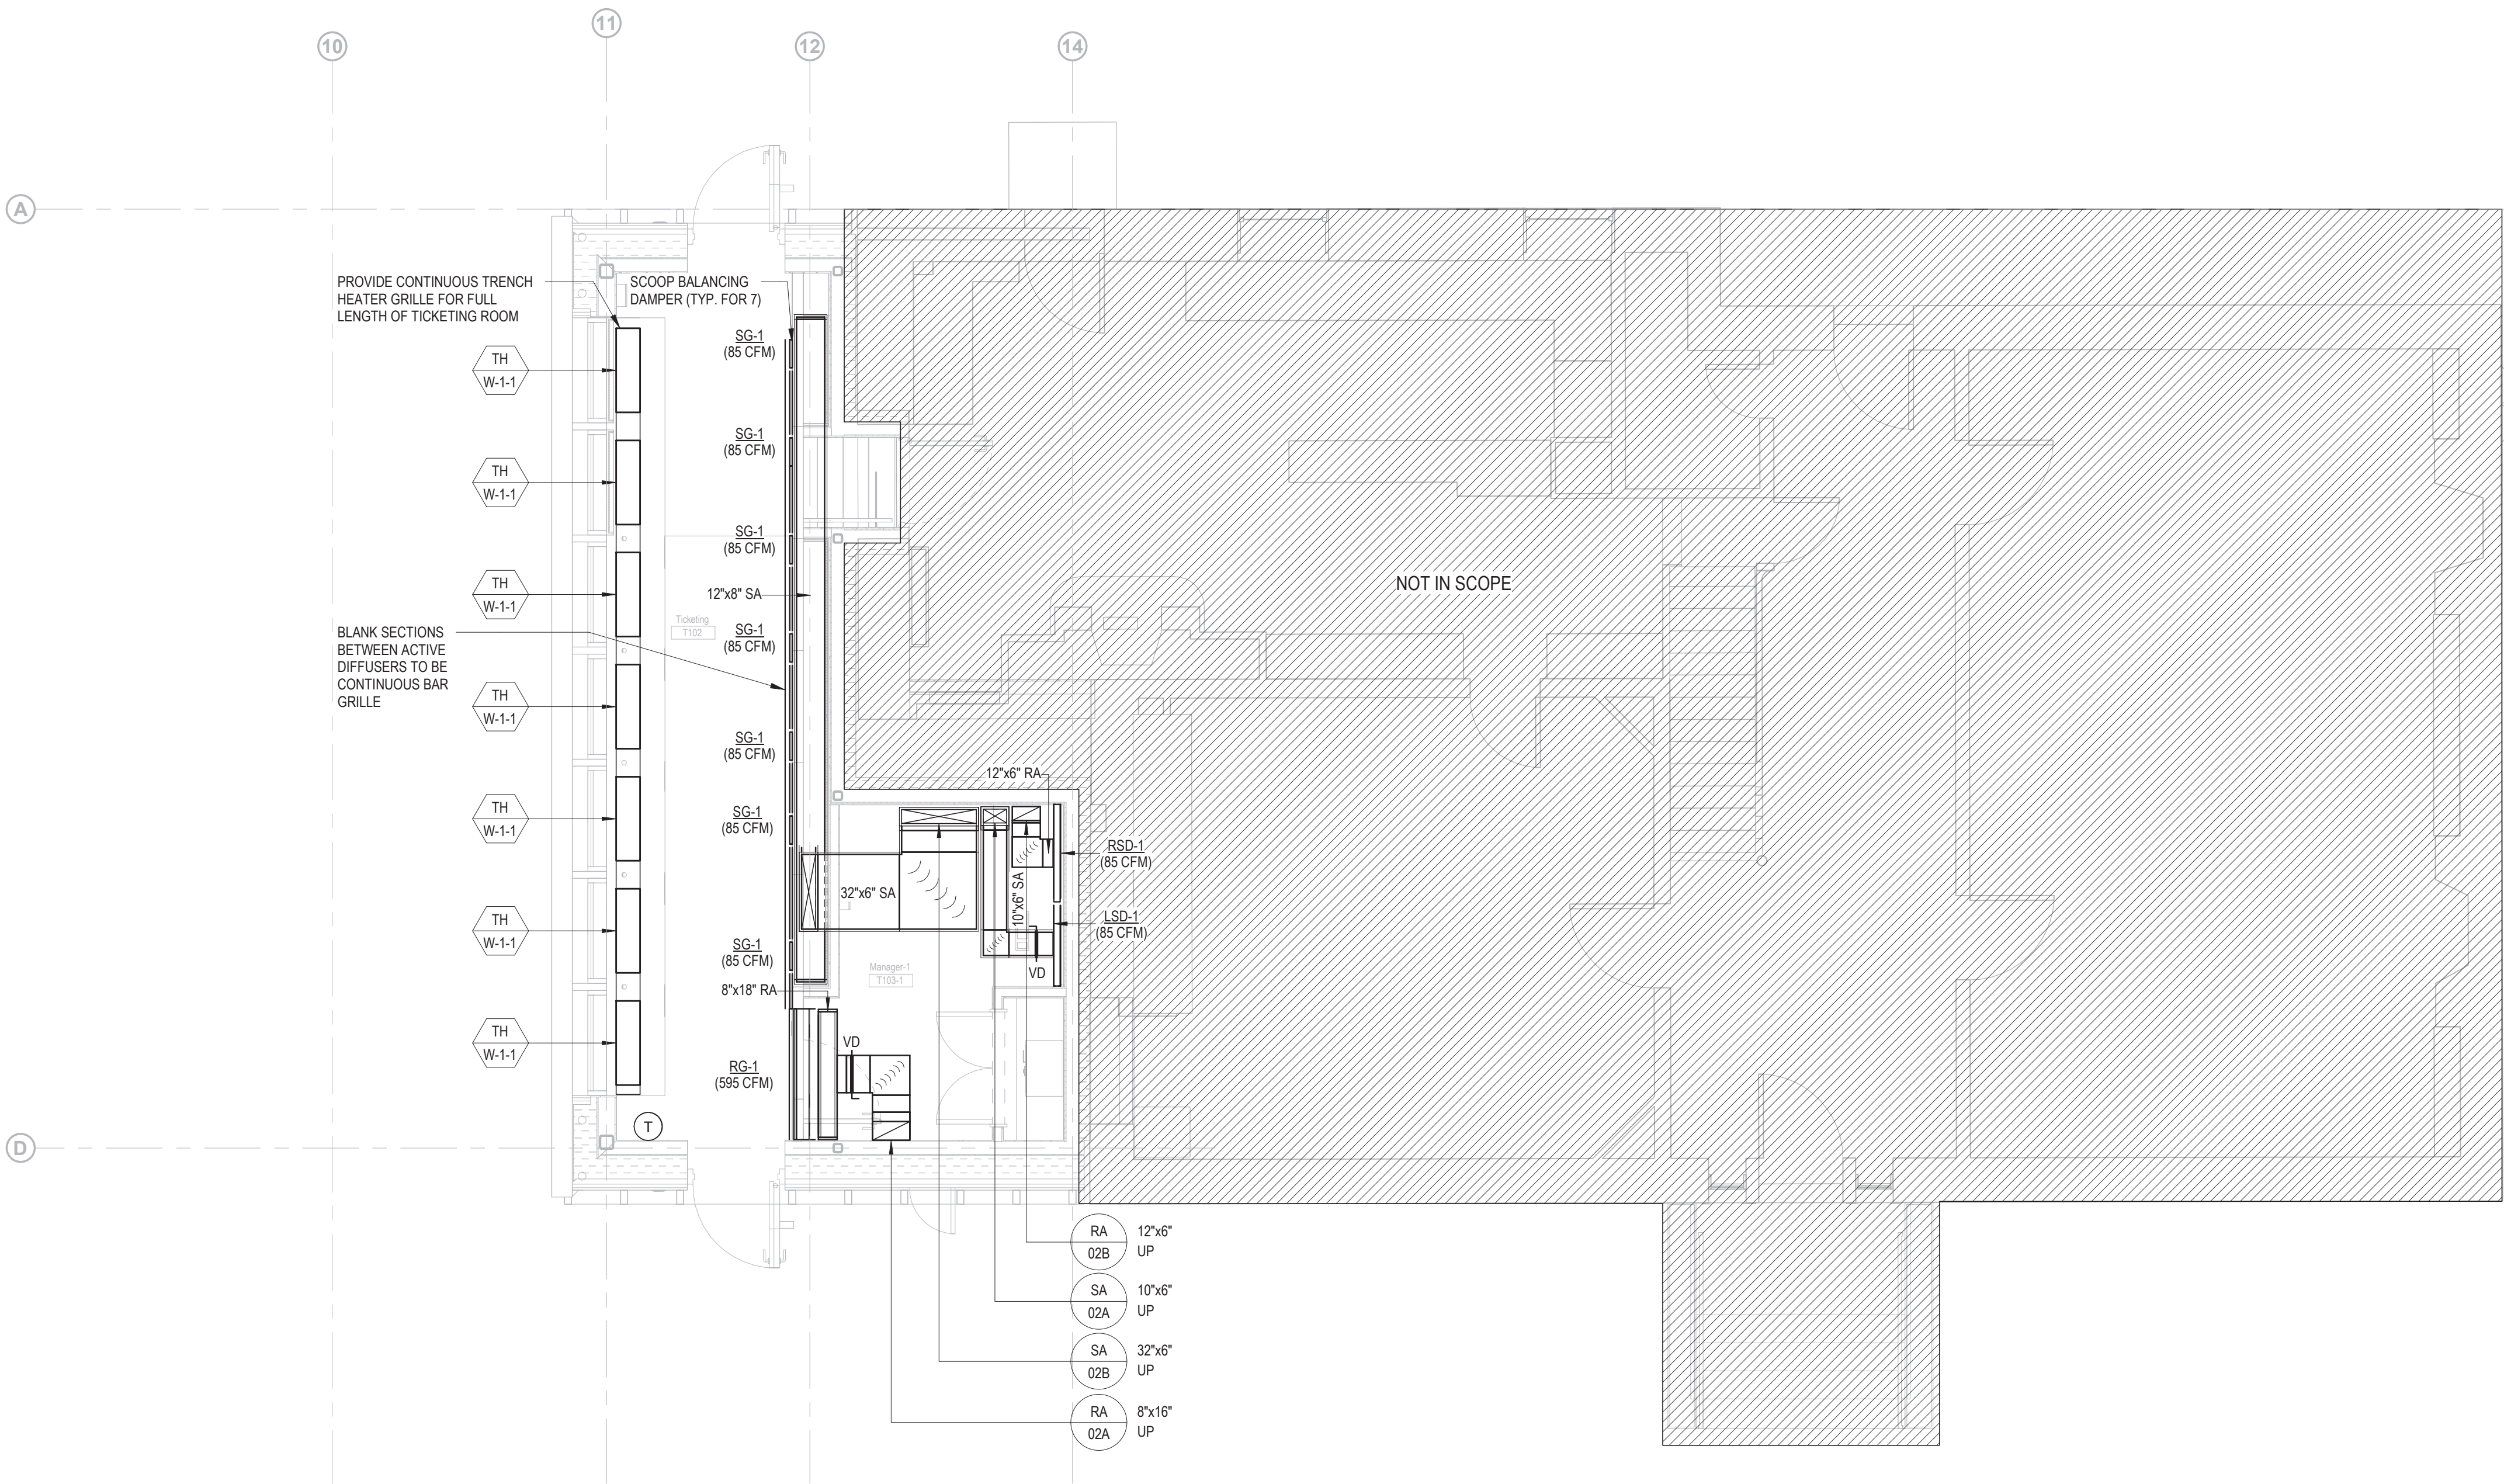 10
11
12
14
A
PROVIDE CONTINUOUS TRENCH
HEATER GRILLE FOR FULL
LENGTH OF TICKETING ROOM
SCOOP BALANCING
DAMPER (TYP. FOR 7)
SG-1
(85 CFM)
TH
W-1-1
SG-1
(85 CFM)
TH
W-1-1
SG-1
(85 CFM)
TH
W-1-1
12"x8" SA
NOT IN SCOPE
Ticketing
T102
SG-1
(85 CFM)
BLANK SECTIONS
BETWEEN ACTIVE
DIFFUSERS TO BE
CONTINUOUS BAR
GRILLE
TH
W-1-1
SG-1
(85 CFM)
12"x6" RA
TH
W-1-1
SG-1
(85 CFM)
RSD-1
(85 CFM)
32"x6" SA
10"x6" SA
LSD-1
(85 CFM)
TH
W-1-1
SG-1
(85 CFM)
VD
Manager-1
T103-1
8"x18" RA
TH
W-1-1
VD
RG-1
(595 CFM)
T
D
RA
02B
12"x6"
UP
SA
02A
10"x6"
UP
SA
02B
32"x6"
UP
RA
02A
8"x16"
UP